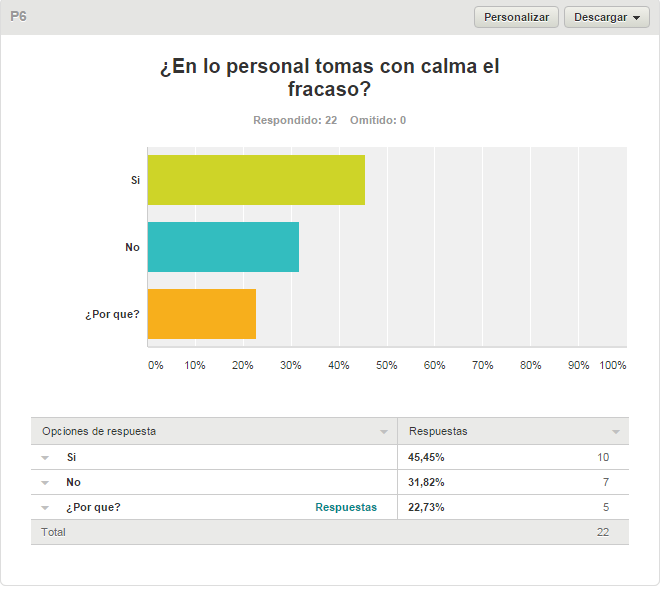 P6
Personalizar
Descargar
¿En lo personal tomas con calma el
fracaso?
Respondido: 22 Omitido: 0
Si
No
¿Por que?
0% 10% 20% 30% 40% 50% 60% 70% 80% 90% 100%
Opciones de respuesta Respuestas
Si 45,45% 10
No 31,82% 7
¿Por que? Respuestas 22,73% 5
Total 22